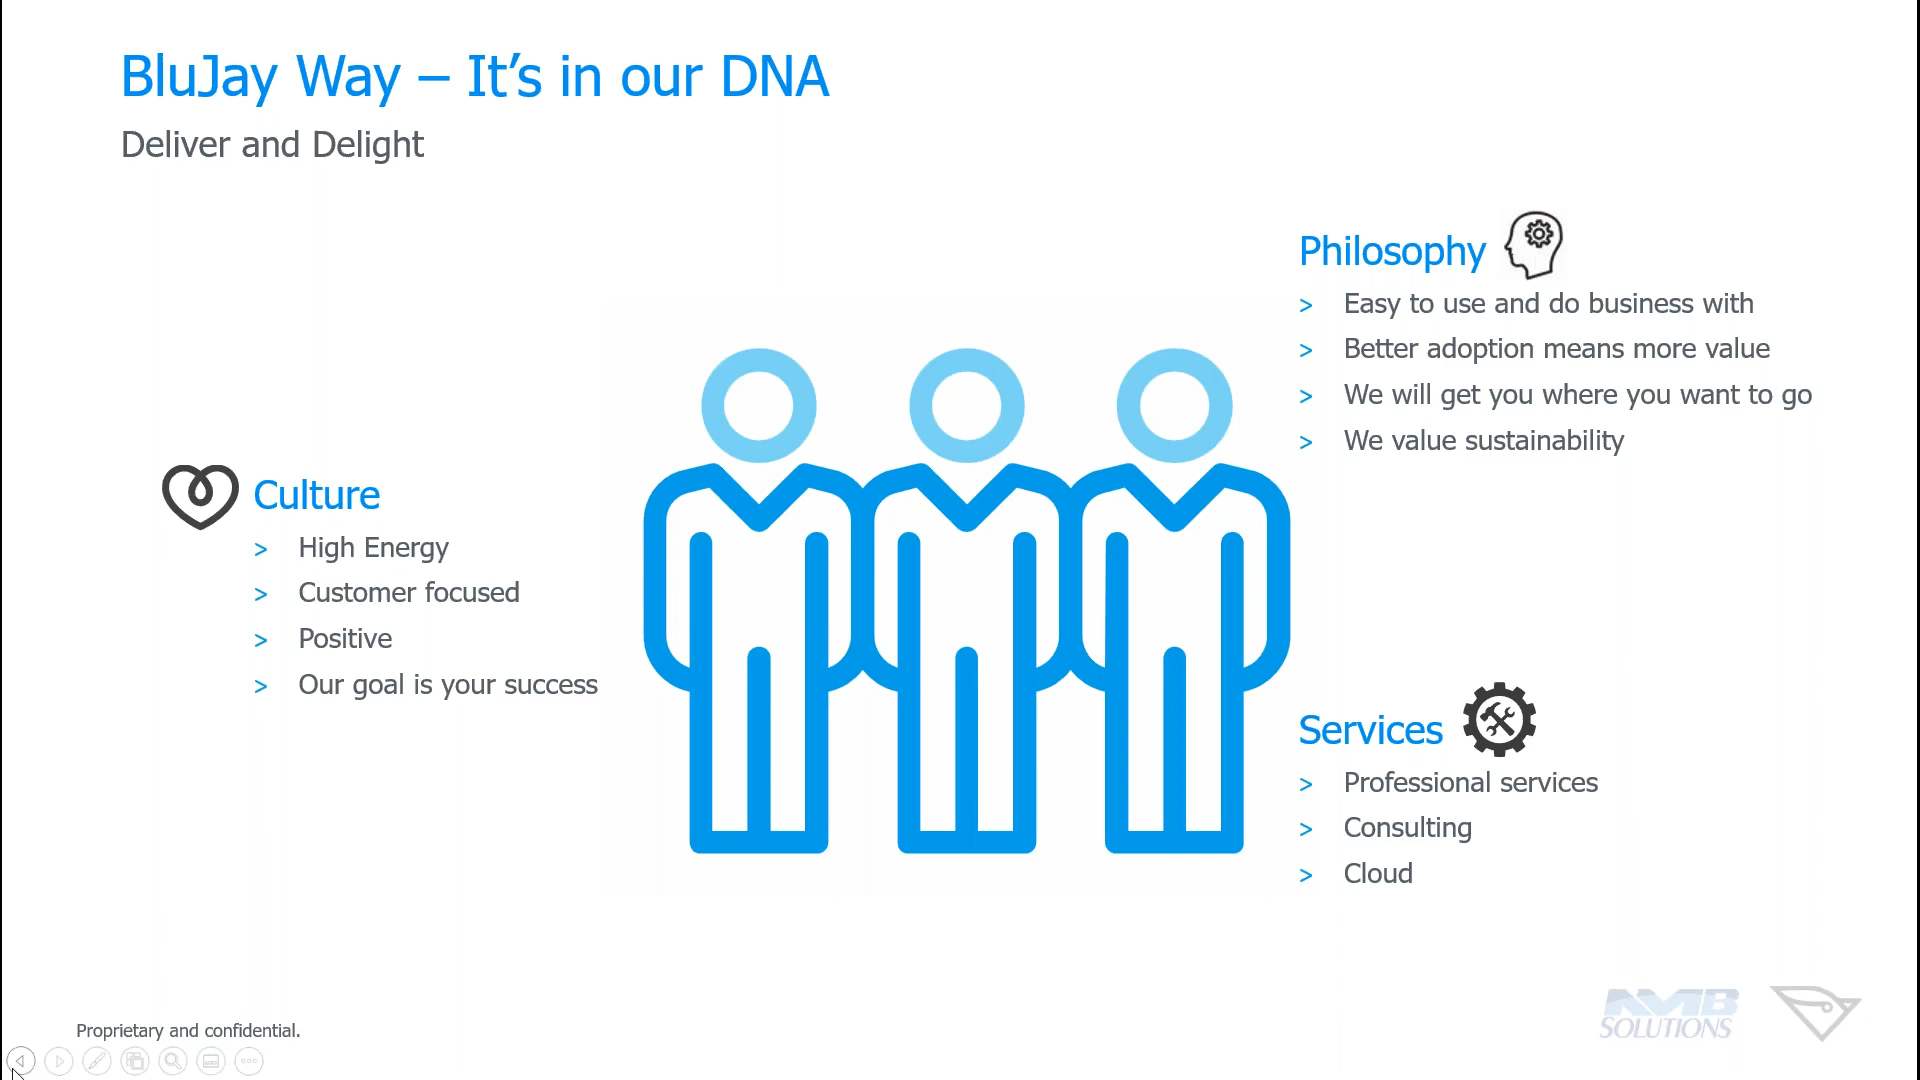 BluJay Way – It’s in our DNA
Deliver and Delight
Culture
> High Energy
> Customer focused
> Positive
> Our goal is your success
Philosophy
> Easy to use and do business with
> Better adoption means more value
> We will get you where you want to go
> We value sustainability
Services
> Professional services
> Consulting
> Cloud
Proprietary and confidential.
NMB
SOLUTIONS